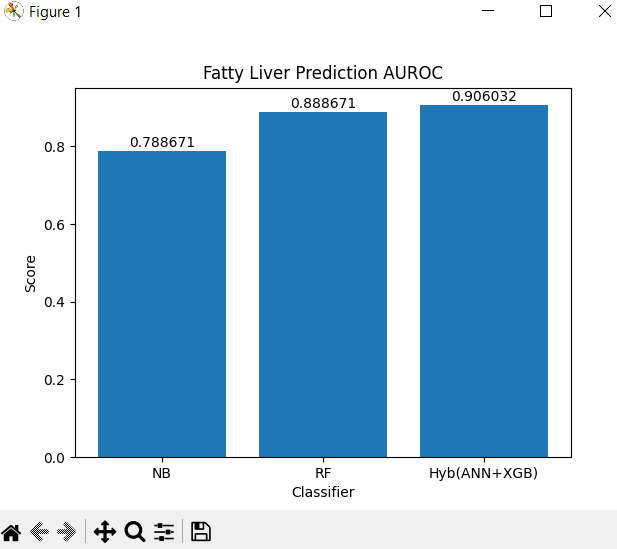 Figure 1
Fatty Liver Prediction AUROC
0.906032
0.888671
0.788671
0.8
0.6
0.4
0.2
0.0
Score
NB RF Hyb(ANN+XGB)
Classifier